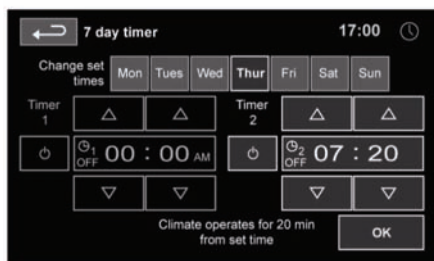 7 day timer 17:00
Change set times Mon Tues Wed Thur Fri Sat Sun
Timer 1
Timer 2
1 OFF 00 : 00 AM
2 OFF 07 : 20
Climate operates for 20 min
from set time
OK